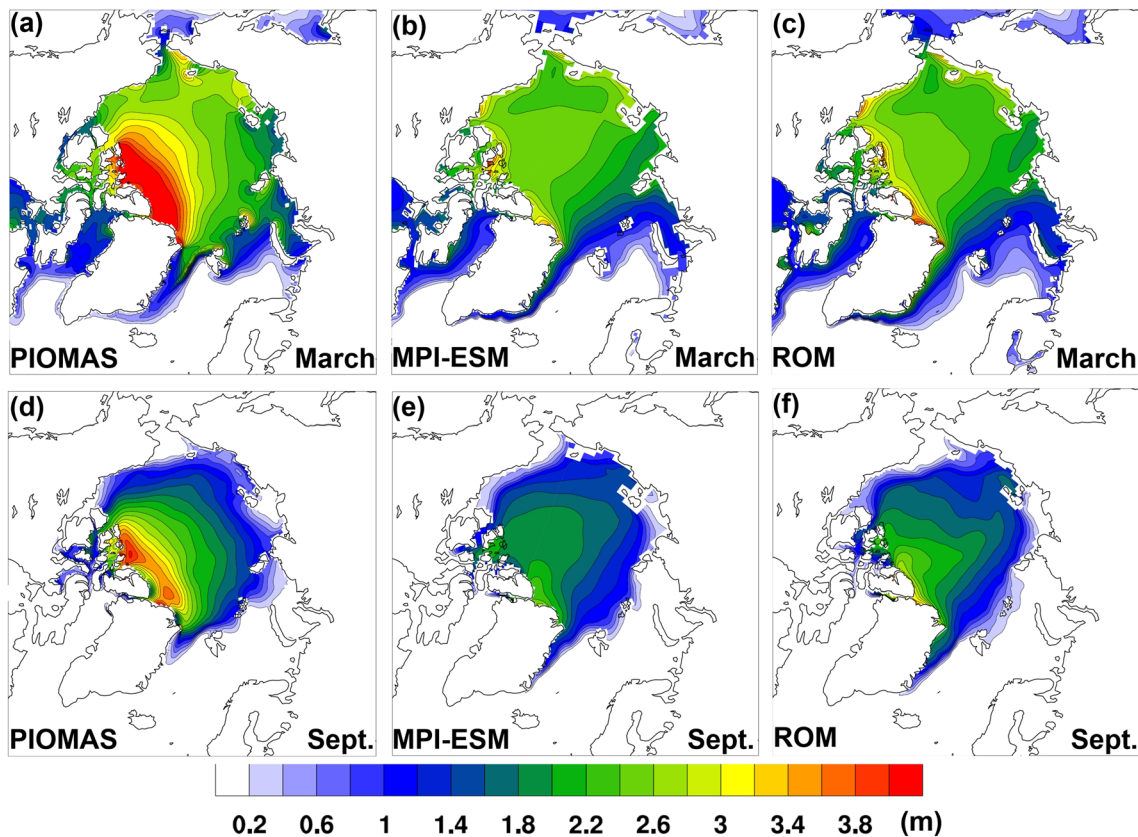 (a) (b) (c)
PIOMAS March MPI-ESM March ROM March
(d) (e) (f)
PIOMAS Sept. MPI-ESM Sept. ROM Sept.
0.2 0.6 1 1.4 1.8 2.2 2.6 3 3.4 3.8 (m)